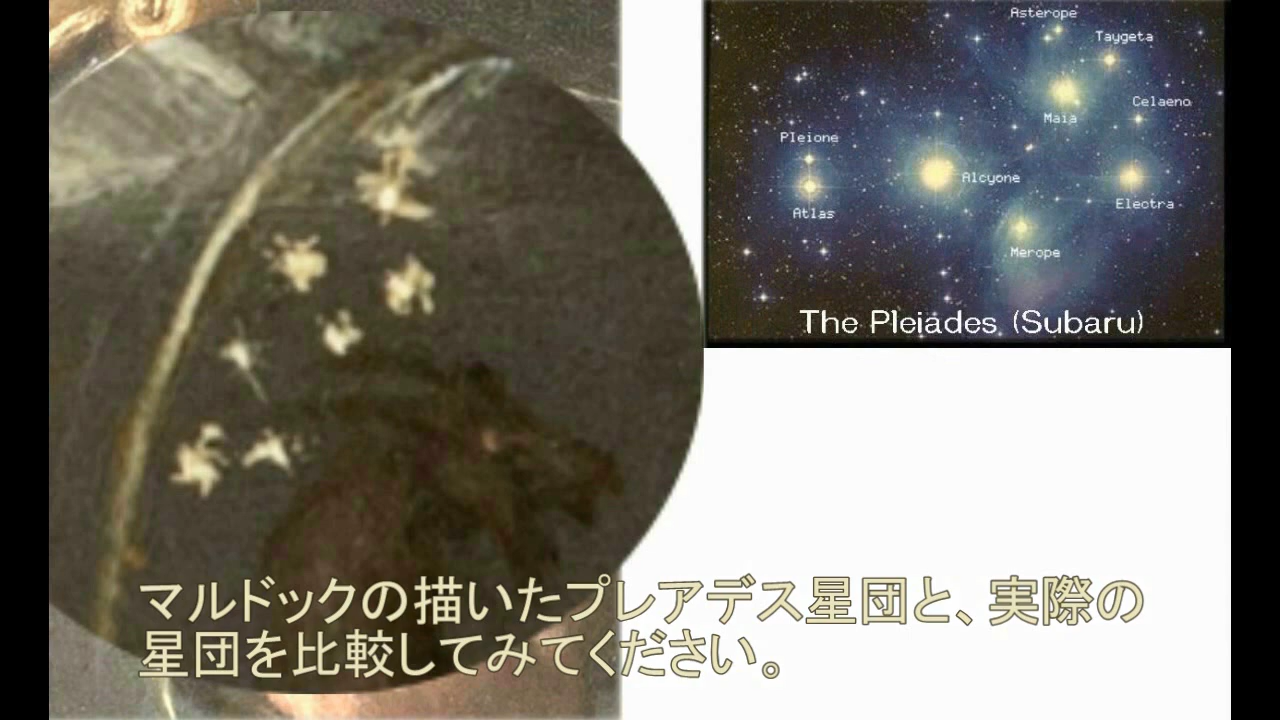 Asterope
Taygeta
Celaeno
Maia
Pleione
Alcyone
Atlas
Electra
Merope
The Pleiades (Subaru)
マルドックの描いたプレアデス星団と、実際の
星団を比較してみてください。